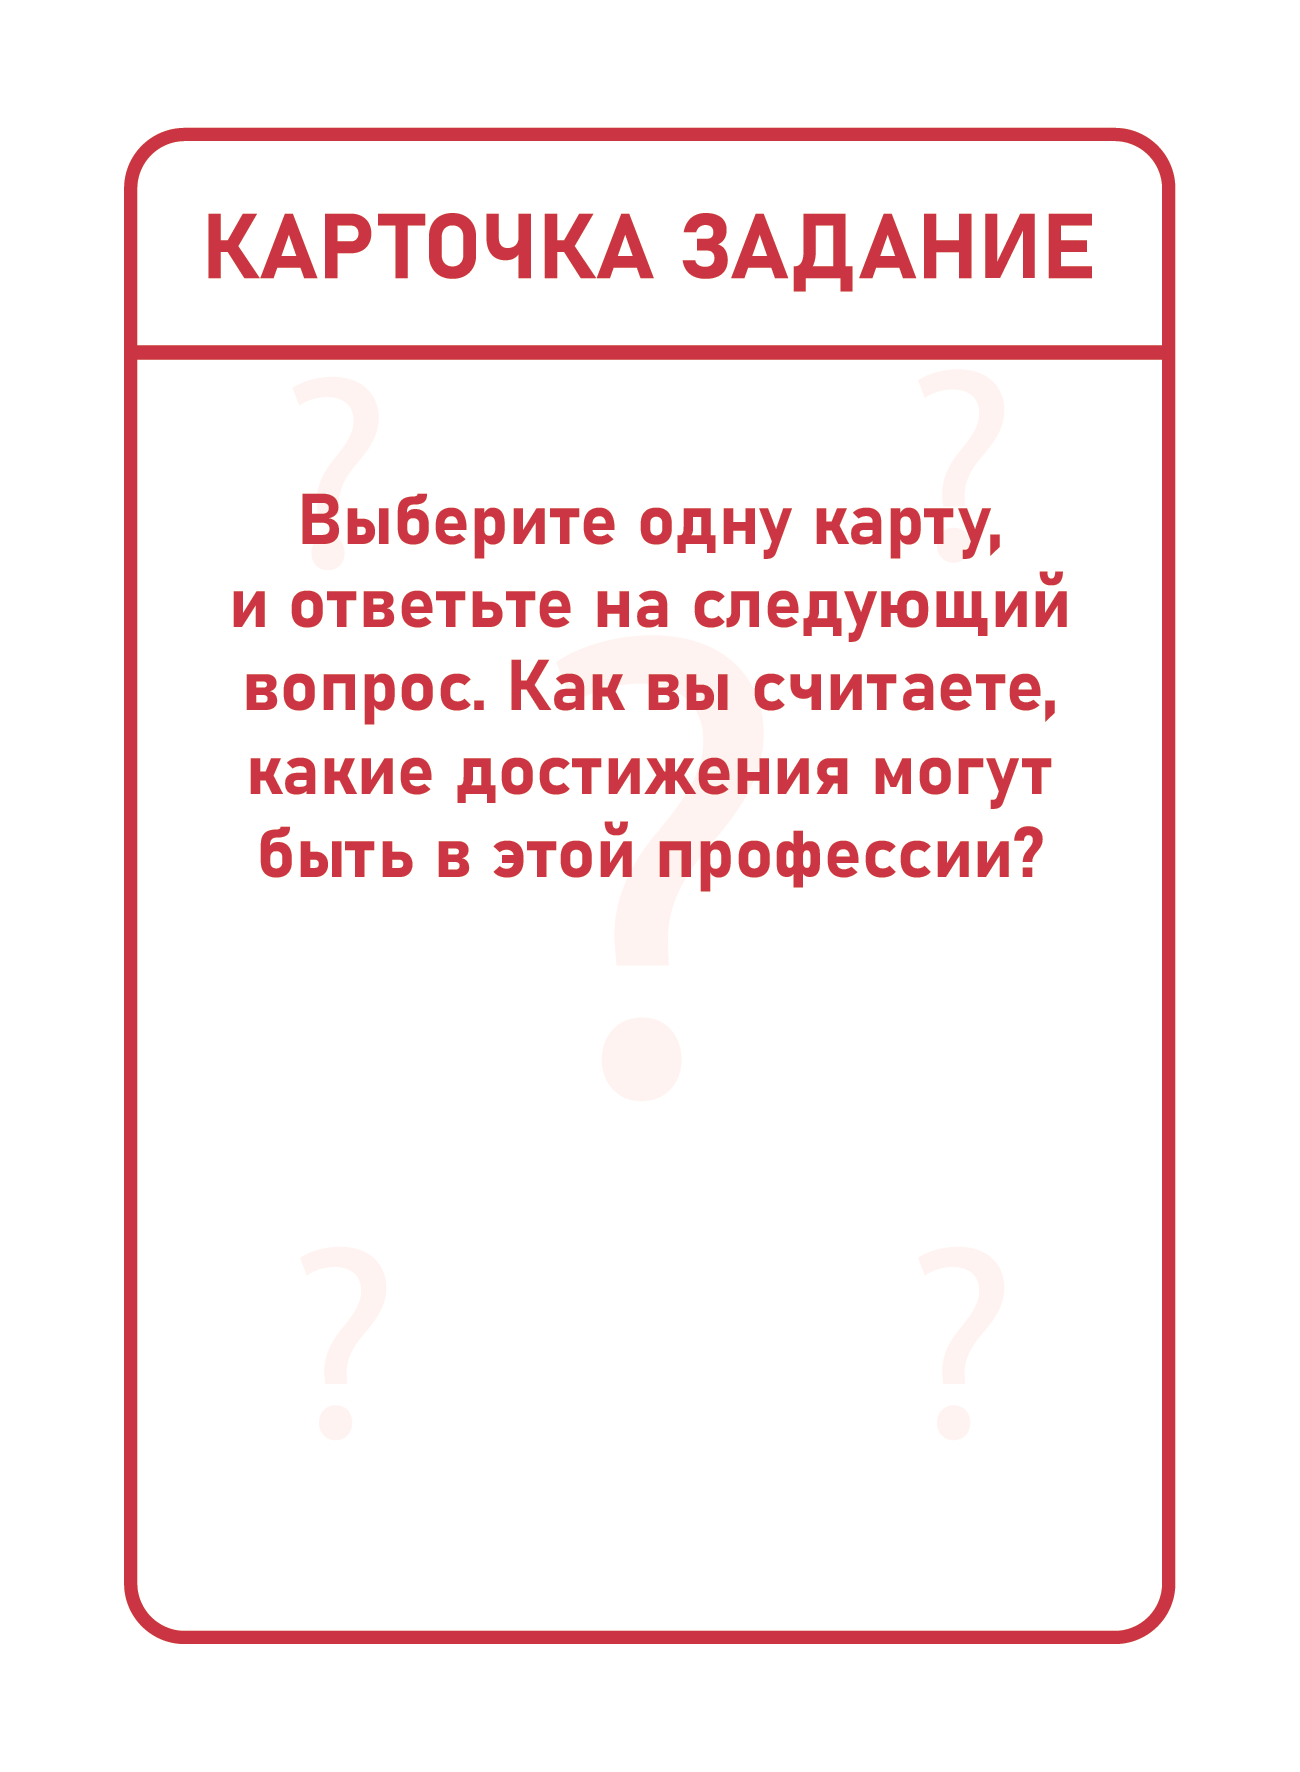 КАРТОЧКА ЗАДАНИЕ
Выберите одну карту,
и ответьте на следующий
вопрос. Как вы считаете,
какие достижения могут
быть в этой профессии?